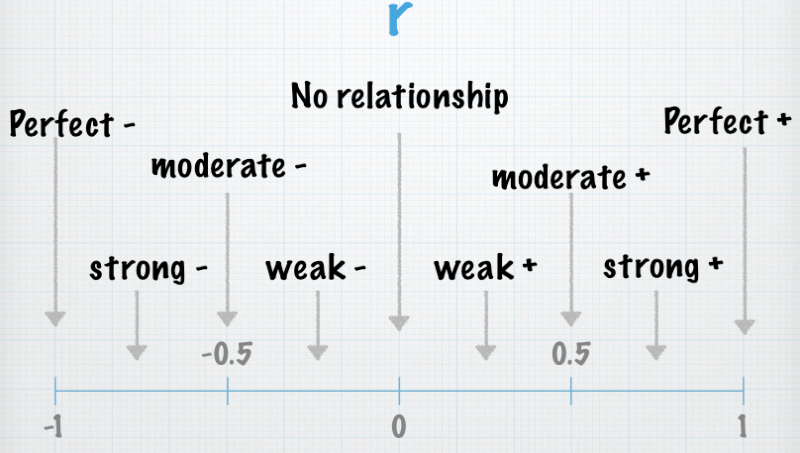 r
No relationship
Perfect -
Perfect +
moderate -
moderate +
strong -
weak -
weak +
strong +
-0.5
0.5
-1
0
1